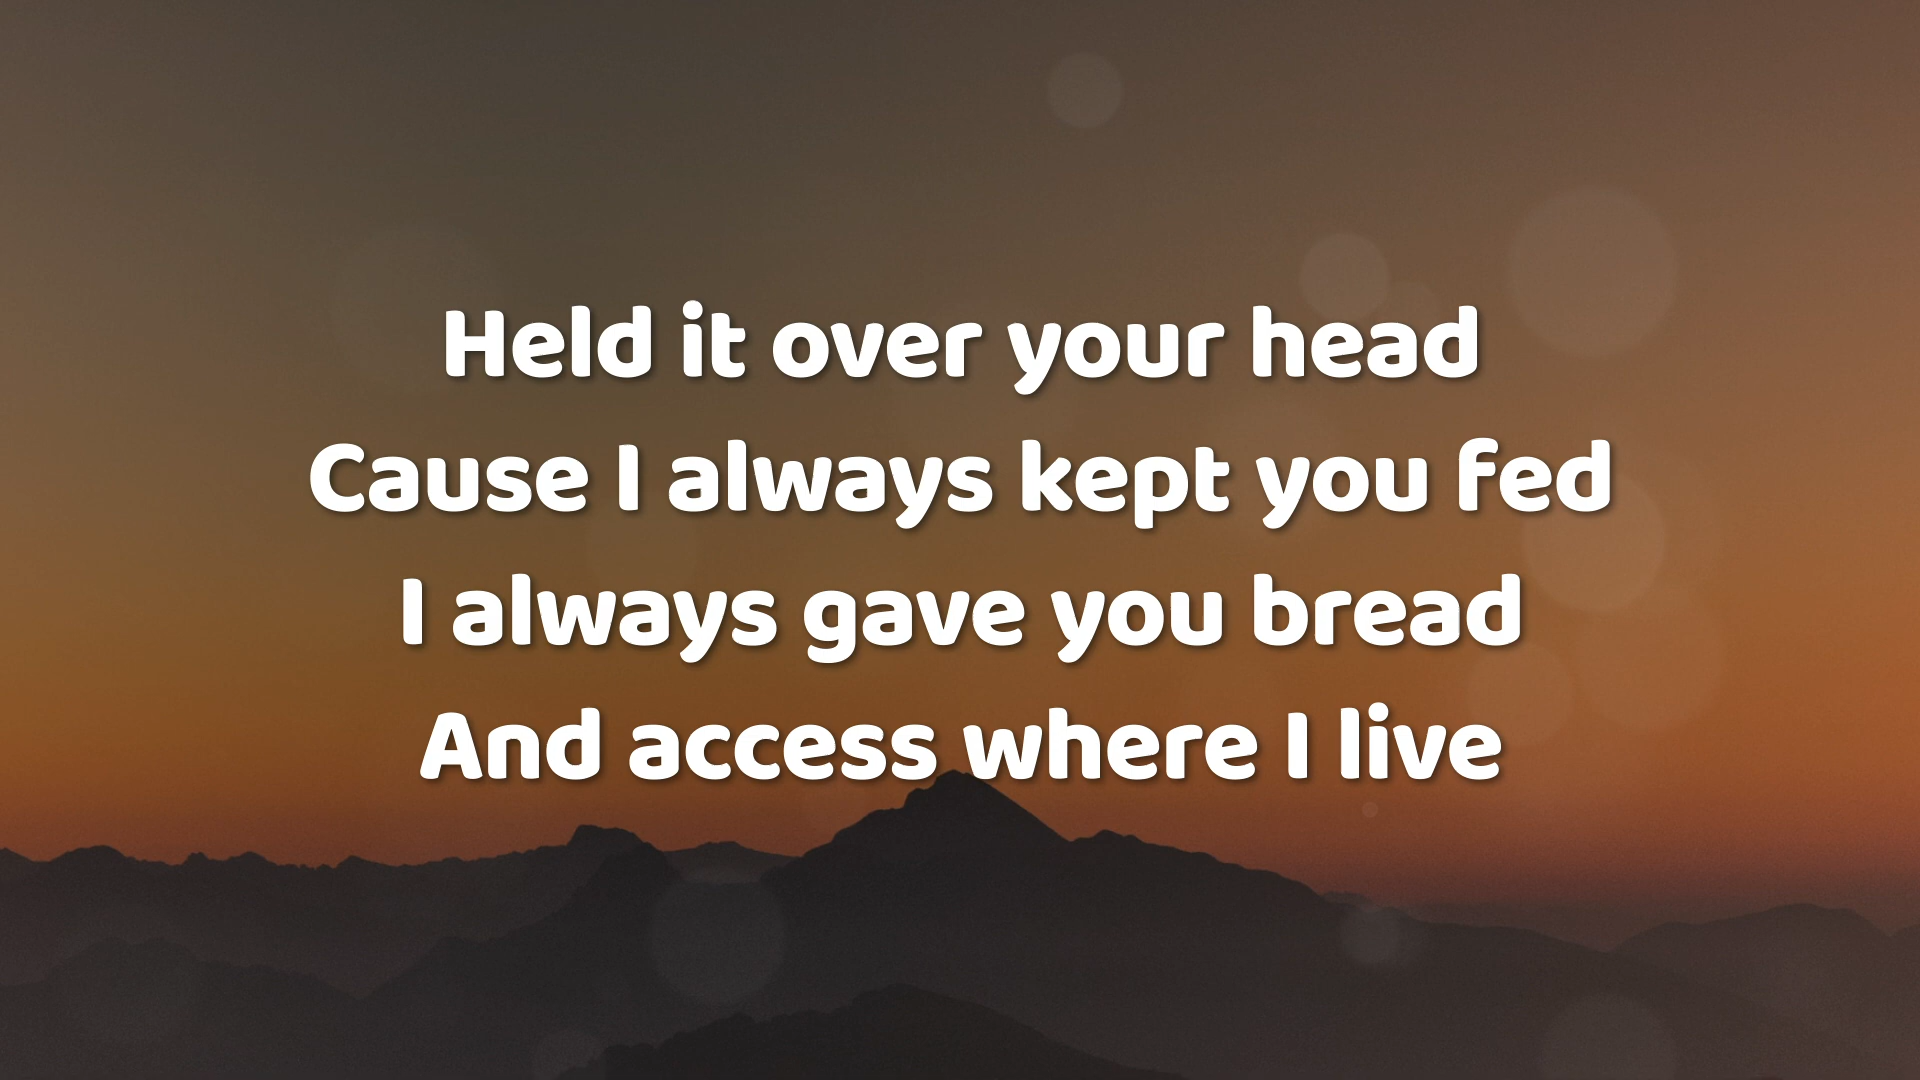 Held it over your head
Cause I always kept you fed
I always gave you bread
And access where I live